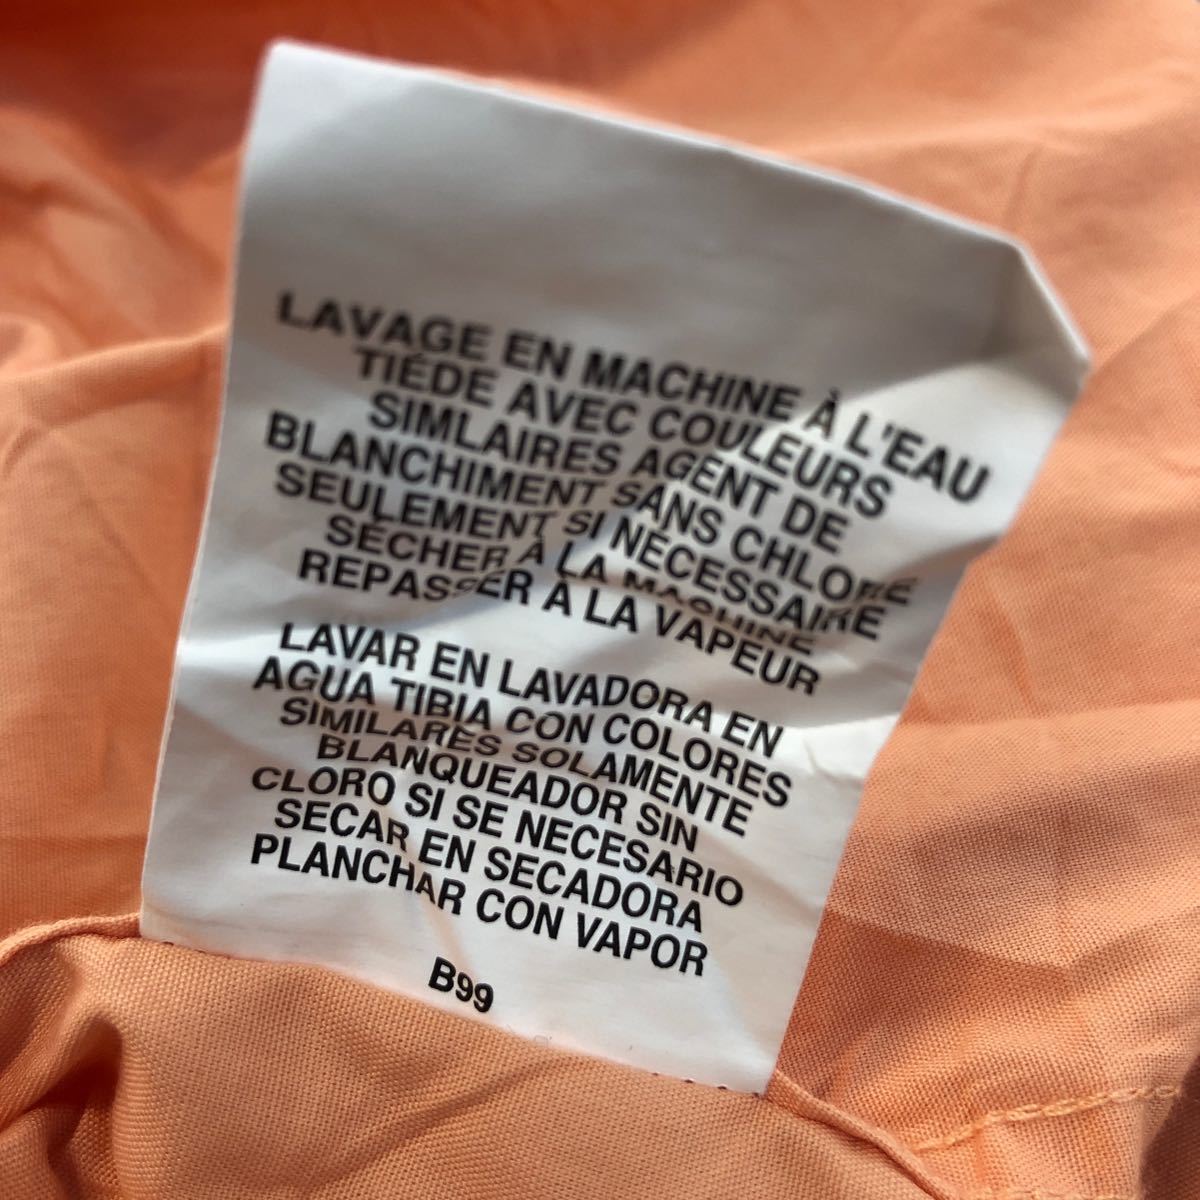 LAVAGE EN MACHINE À L'EAU
TIÉDE AVEC COULEURS
SIMLAIRES AGENT DE
BLANCHIMENT SANS CHLORE
SEULEMENT SI NÉCESSAIRE
SÉCHER À LA MACHINE
REPASSER À LA VAPEUR
LAVAR EN LAVADORA EN
AGUA TIBIA CON COLORES
SIMILARES SOLAMENTE
BLANQUEADOR SIN
CLORO SI SE NECESARIO
SECAR EN SECADORA
PLANCHAR CON VAPOR
B99